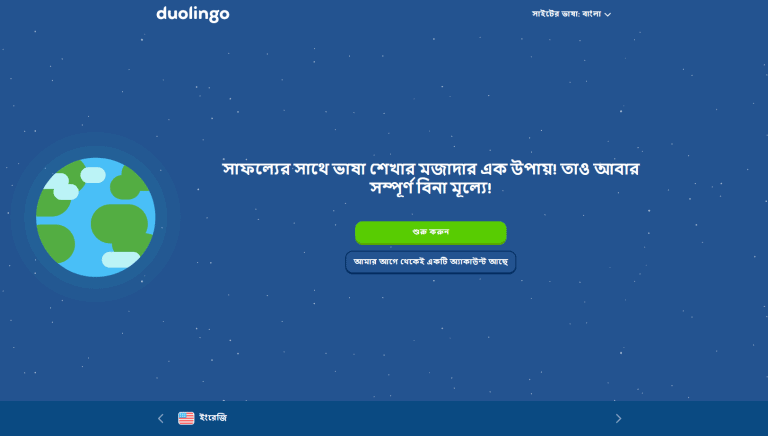 duolingo
সাইটের ভাষা: বাংলা
সাফল্যের সাথে ভাষা শেখার মজাদার এক উপায়! তাও আবার
সম্পূর্ণ বিনা মূল্যে!
শুরু করুন
আমার আগে থেকেই একটি অ্যাকাউন্ট আছে
ইংরেজি